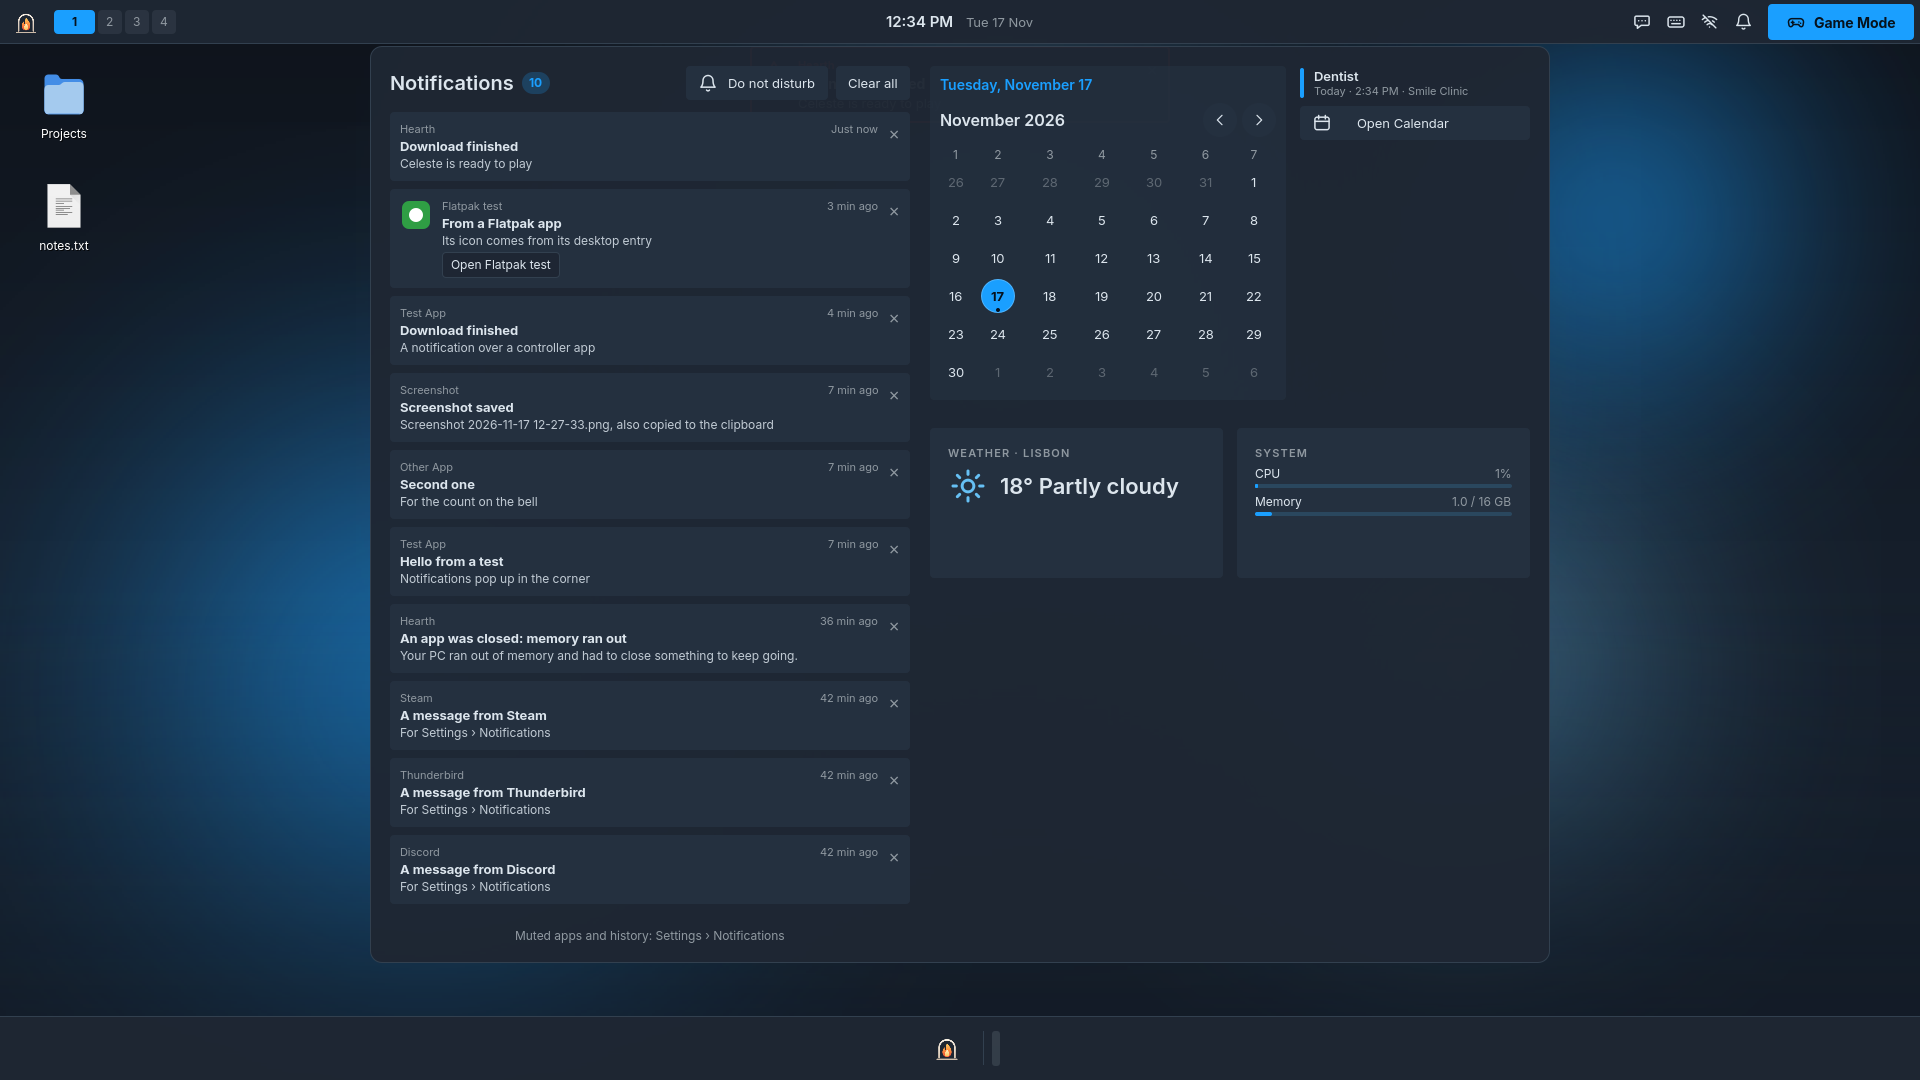 1 2 3 4
12:34 PM Tue 17 Nov
Game Mode
Projects
notes.txt
Notifications 10
Do not disturb
Clear all
Hearth Just now
Download finished
Celeste is ready to play
Flatpak test 3 min ago
From a Flatpak app
Its icon comes from its desktop entry
Open Flatpak test
Test App 4 min ago
Download finished
A notification over a controller app
Screenshot 7 min ago
Screenshot saved
Screenshot 2026-11-17 12-27-33.png, also copied to the clipboard
Other App 7 min ago
Second one
For the count on the bell
Test App 7 min ago
Hello from a test
Notifications pop up in the corner
Hearth 36 min ago
An app was closed: memory ran out
Your PC ran out of memory and had to close something to keep going.
Steam 42 min ago
A message from Steam
For Settings › Notifications
Thunderbird 42 min ago
A message from Thunderbird
For Settings › Notifications
Discord 42 min ago
A message from Discord
For Settings › Notifications
Muted apps and history: Settings › Notifications
Tuesday, November 17
November 2026
1 2 3 4 5 6 7
26 27 28 29 30 31 1
2 3 4 5 6 7 8
9 10 11 12 13 14 15
16 17 18 19 20 21 22
23 24 25 26 27 28 29
30 1 2 3 4 5 6
Dentist
Today · 2:34 PM · Smile Clinic
Open Calendar
WEATHER · LISBON
18° Partly cloudy
SYSTEM
CPU 1%
Memory 1.0 / 16 GB